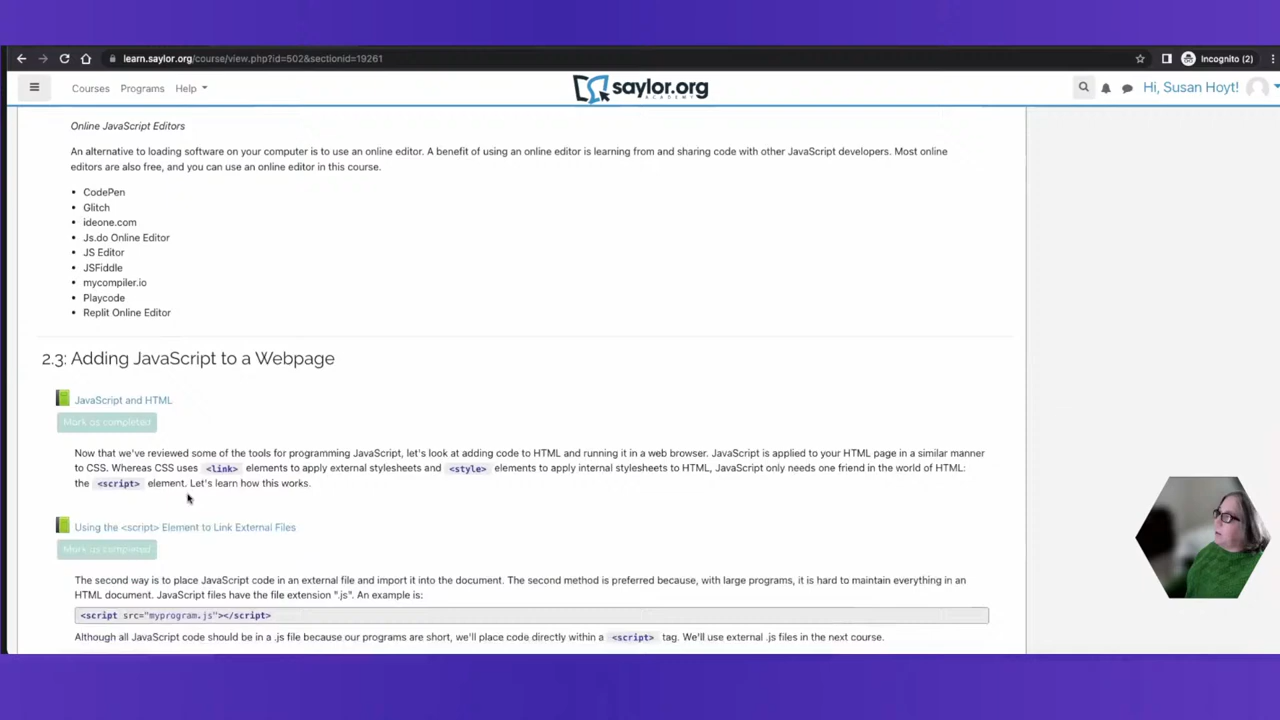 learn.saylor.org/course/view.php?id=502&sectionid=19261
Incognito (2)
Courses Programs Help
saylor.org
ACADEMY
Hi, Susan Hoyt!
Online JavaScript Editors
An alternative to loading software on your computer is to use an online editor. A benefit of using an online editor is learning from and sharing code with other JavaScript developers. Most online
editors are also free, and you can use an online editor in this course.
• CodePen
• Glitch
• ideone.com
• Js.do Online Editor
• JS Editor
• JSFiddle
• mycompiler.io
• Playcode
• Replit Online Editor
2.3: Adding JavaScript to a Webpage
JavaScript and HTML
Mark as completed
Now that we've reviewed some of the tools for programming JavaScript, let's look at adding code to HTML and running it in a web browser. JavaScript is applied to your HTML page in a similar manner
to CSS. Whereas CSS uses <link> elements to apply external stylesheets and <style> elements to apply internal stylesheets to HTML, JavaScript only needs one friend in the world of HTML:
the <script> element. Let's learn how this works.
Using the <script> Element to Link External Files
Mark as completed
The second way is to place JavaScript code in an external file and import it into the document. The second method is preferred because, with large programs, it is hard to maintain everything in an
HTML document. JavaScript files have the file extension ".js". An example is:
<script src="myprogram.js"></script>
Although all JavaScript code should be in a .js file because our programs are short, we'll place code directly within a <script> tag. We'll use external .js files in the next course.